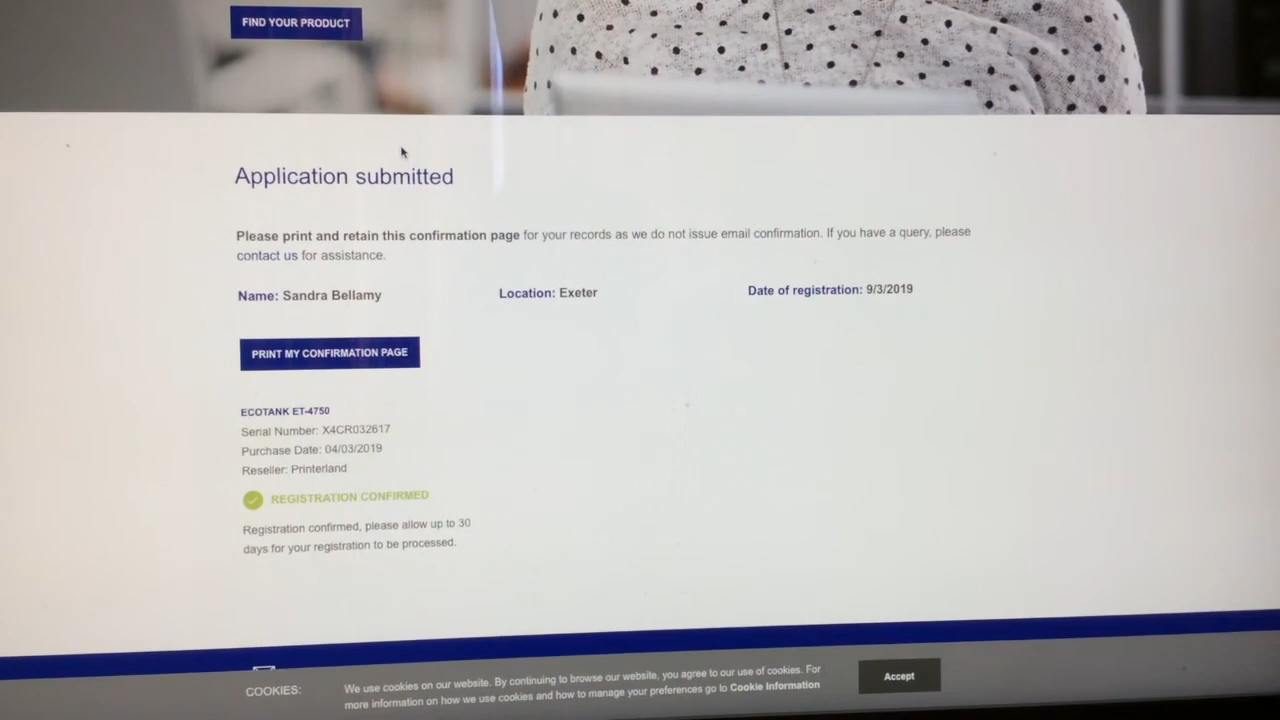 FIND YOUR PRODUCT
Application submitted
Please print and retain this confirmation page for your records as we do not issue email confirmation. If you have a query, please
contact us for assistance.
Name: Sandra Bellamy Location: Exeter Date of registration: 9/3/2019
PRINT MY CONFIRMATION PAGE
ECOTANK ET-4750
Serial Number: X4CR032617
Purchase Date: 04/03/2019
Reseller: Printerland
REGISTRATION CONFIRMED
Registration confirmed, please allow up to 30
days for your registration to be processed.
COOKIES:
We use cookies on our website. By continuing to browse our website, you agree to our use of cookies. For
more information on how we use cookies and how to manage your preferences go to Cookie Information
Accept